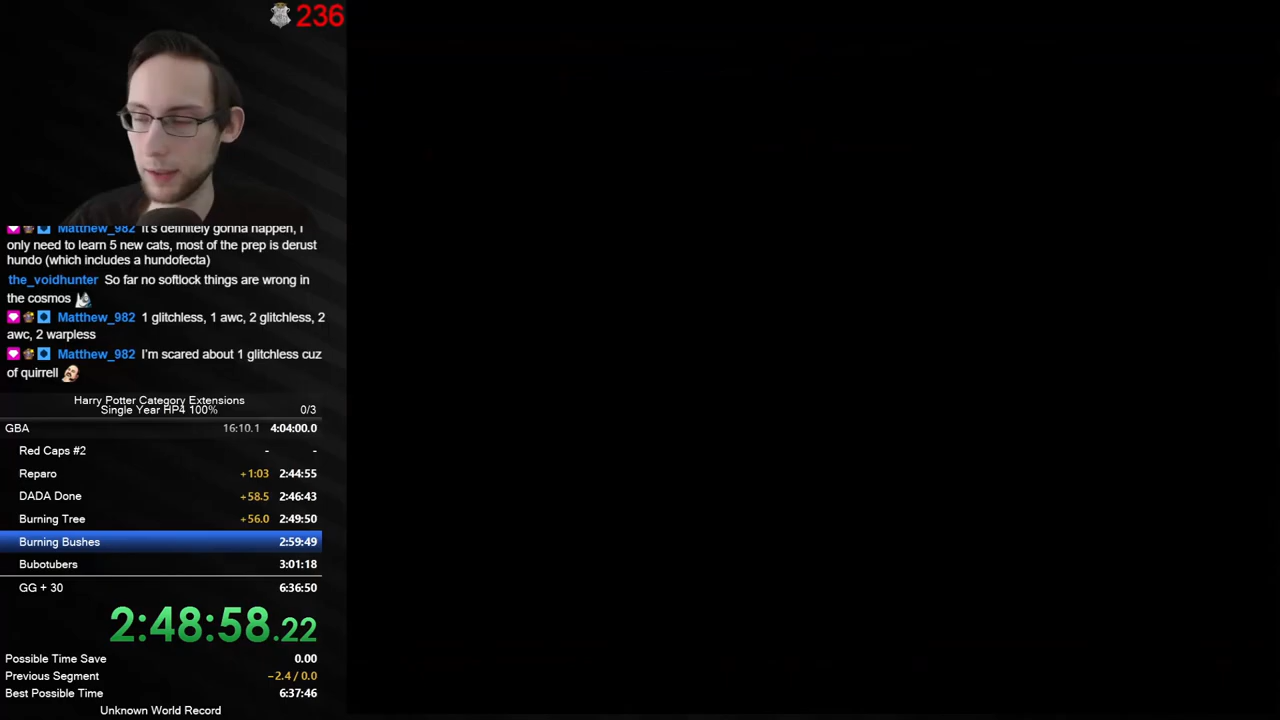 236
Matthew_982 It's definitely gonna happen, I
only need to learn 5 new cats, most of the prep is derust
hundo (which includes a hundofecta)
the_voidhunter So far no softlock things are wrong in
the cosmos
Matthew_982 1 glitchless, 1 awc, 2 glitchless, 2
awc, 2 warpless
Matthew_982 I'm scared about 1 glitchless cuz
of quirrell
Harry Potter Category Extensions
Single Year HP4 100% 0/3
GBA 16:10.1 4:04:00.0
Red Caps #2 - -
Reparo +1:03 2:44:55
DADA Done +58.5 2:46:43
Burning Tree +56.0 2:49:50
Burning Bushes 2:59:49
Bubotubers 3:01:18
GG + 30 6:36:50
2:48:58.22
Possible Time Save 0.00
Previous Segment −2.4 / 0.0
Best Possible Time 6:37:46
Unknown World Record